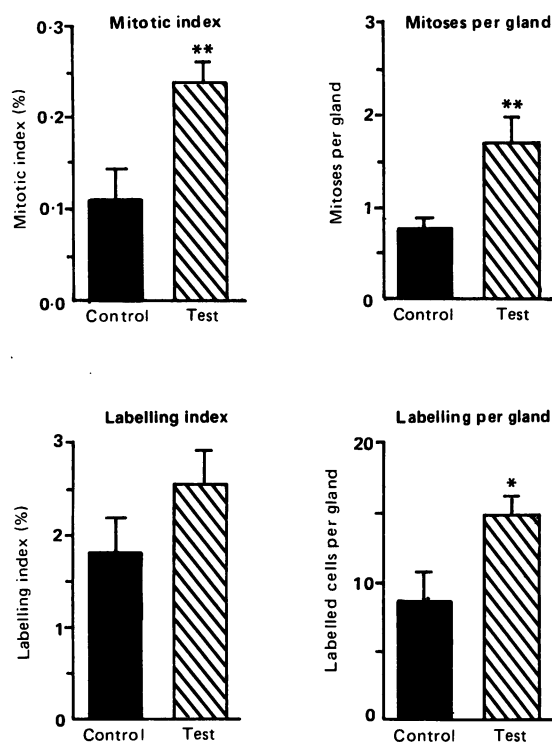 Mitotic index
Mitotic index (%)
0·3
0·2
0·1
0·0
**
Control
Test
Mitoses per gland
Mitoses per gland
3
2
1
0
**
Control
Test
Labelling index
Labelling index (%)
3
2
1
0
Control
Test
Labelling per gland
Labelled cells per gland
20
10
0
*
Control
Test